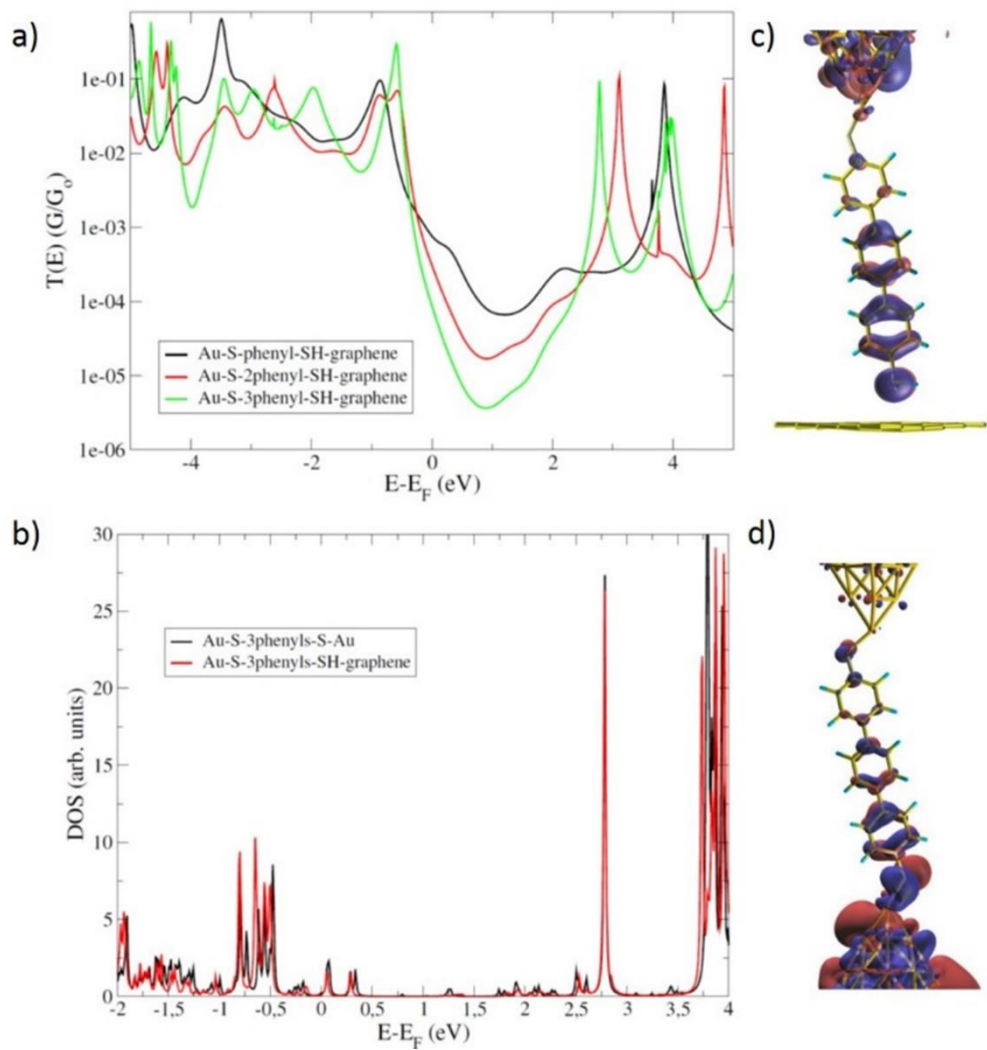 a)
T(E) (G/G₀)
1e-01
1e-02
1e-03
1e-04
1e-05
1e-06
Au-S-phenyl-SH-graphene
Au-S-2phenyl-SH-graphene
Au-S-3phenyl-SH-graphene
-4 -2 0 2 4
E-E_F (eV)
c)
b)
DOS (arb. units)
30
25
20
15
10
5
0
Au-S-3phenyls-S-Au
Au-S-3phenyls-SH-graphene
-2 -1,5 -1 -0,5 0 0,5 1 1,5 2 2,5 3 3,5 4
E-E_F (eV)
d)